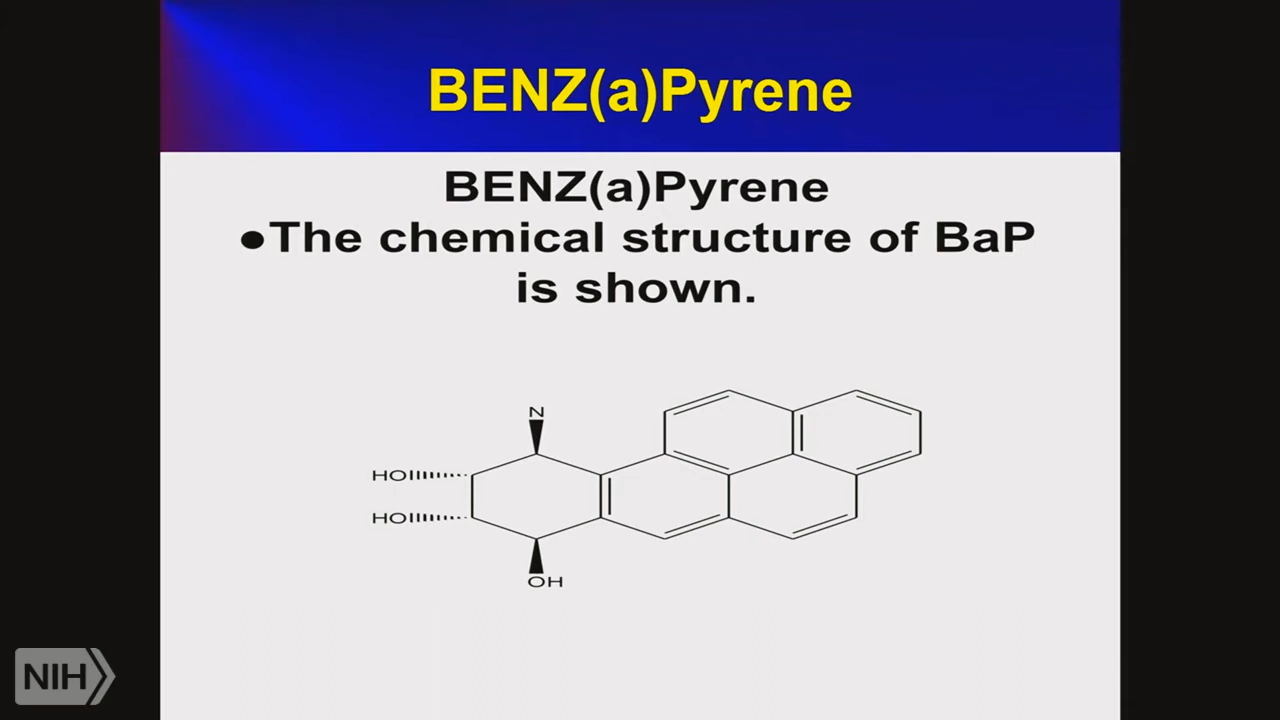 BENZ(a)Pyrene
BENZ(a)Pyrene
●The chemical structure of BaP
is shown.
N
HO
HO
OH
NIH